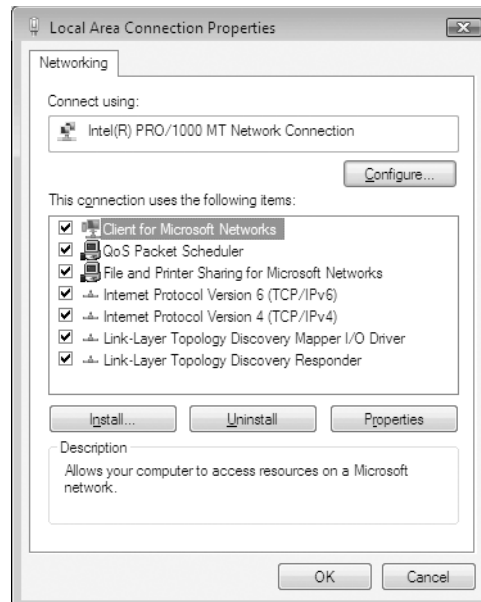 Local Area Connection Properties
Networking
Connect using:
Intel(R) PRO/1000 MT Network Connection
Configure...
This connection uses the following items:
Client for Microsoft Networks
QoS Packet Scheduler
File and Printer Sharing for Microsoft Networks
Internet Protocol Version 6 (TCP/IPv6)
Internet Protocol Version 4 (TCP/IPv4)
Link-Layer Topology Discovery Mapper I/O Driver
Link-Layer Topology Discovery Responder
Install... Uninstall Properties
Description
Allows your computer to access resources on a Microsoft
network.
OK Cancel